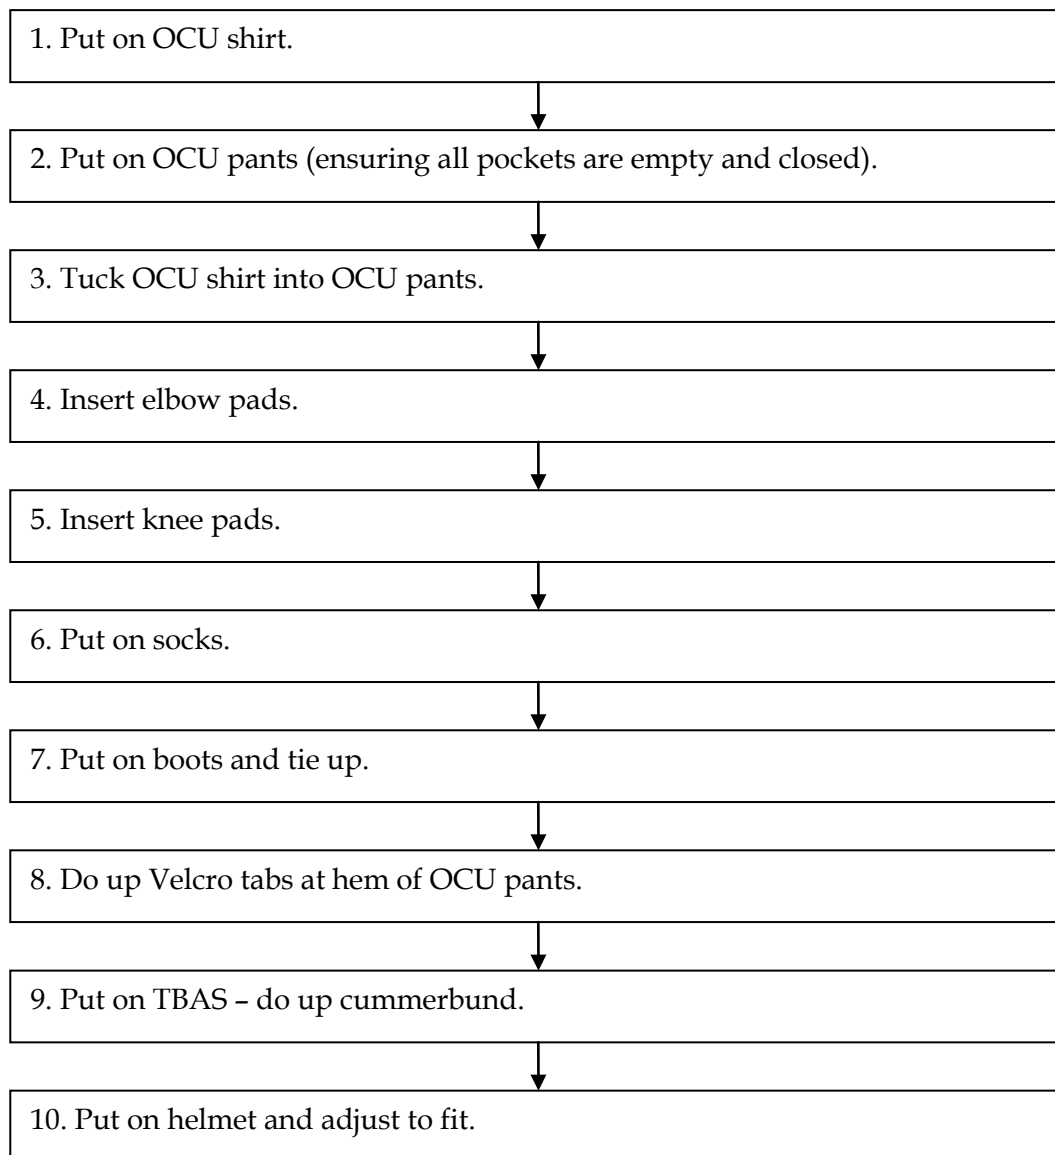 1. Put on OCU shirt.
2. Put on OCU pants (ensuring all pockets are empty and closed).
3. Tuck OCU shirt into OCU pants.
4. Insert elbow pads.
5. Insert knee pads.
6. Put on socks.
7. Put on boots and tie up.
8. Do up Velcro tabs at hem of OCU pants.
9. Put on TBAS – do up cummerbund.
10. Put on helmet and adjust to fit.